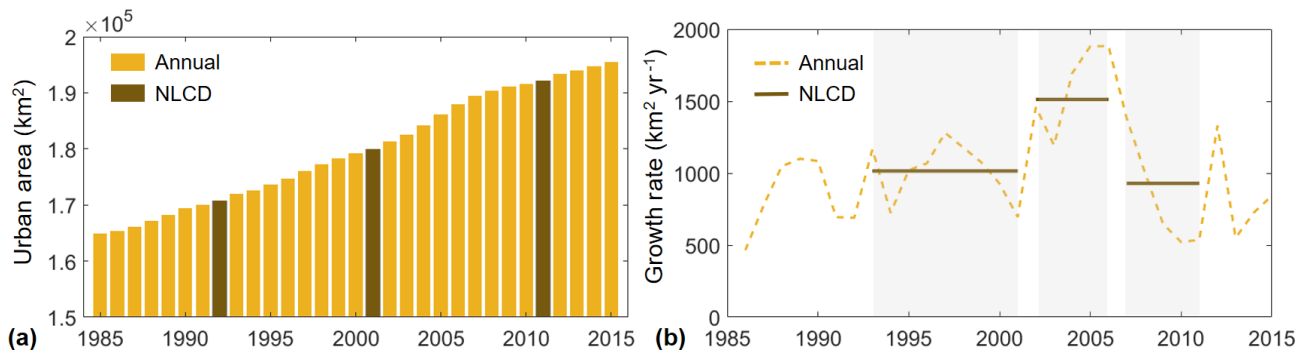 ×10⁵
2
1.9
1.8
1.7
1.6
1.5
Urban area (km²)
Annual
NLCD
1985 1990 1995 2000 2005 2010 2015
(a)
2000
1500
1000
500
0
Growth rate (km² yr⁻¹)
Annual
NLCD
1985 1990 1995 2000 2005 2010 2015
(b)